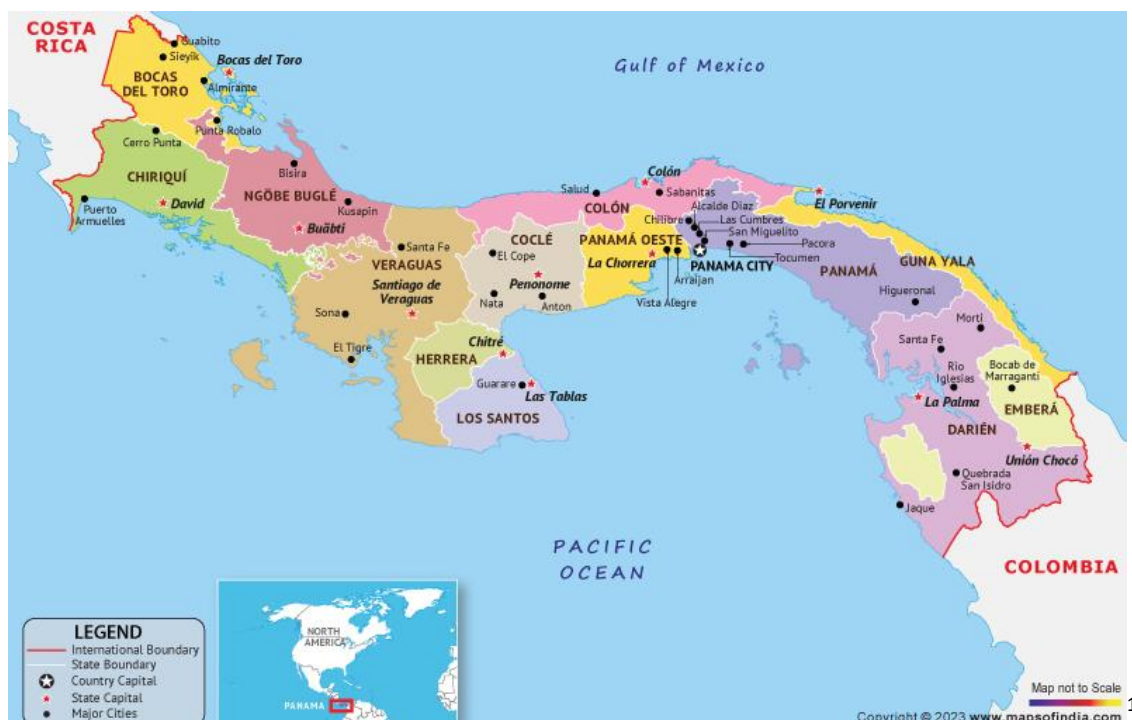 COSTA
RICA
Guabito
Sieyik
Bocas del Toro
BOCAS
DEL TORO
Almirante
Gulf of Mexico
Punta Robalo
Cerro Punta
CHIRIQUÍ
Bisira
NGÖBE BUGLÉ
David
Puerto
Armuelles
Kusapin
Buäbti
Salud
Colón
Sabanitas
COLÓN
Alcalde Diaz
Chilibre
Las Cumbres
San Miguelito
El Porvenir
Santa Fe
COCLÉ
El Cope
PANAMÁ OESTE
La Chorrera
PANAMA CITY
Pacora
Tocumen
PANAMÁ
GUNA YALA
VERAGUAS
Santiago de
Veraguas
Penonome
Arraijan
Nata
Anton
Vista Alegre
Higueronal
Sona
Morti
El Tigre
HERRERA
Chitré
Santa Fe
Rio
Iglesias
Bocab de
Marraganti
Guarare
Las Tablas
La Palma
EMBERÁ
LOS SANTOS
DARIÉN
Unión Chocó
Quebrada
San Isidro
Jaque
PACIFIC
OCEAN
COLOMBIA
LEGEND
International Boundary
State Boundary
Country Capital
State Capital
Major Cities
NORTH
AMERICA
PANAMA
Map not to Scale
1
Copyright © 2023 www.mapsofindia.com